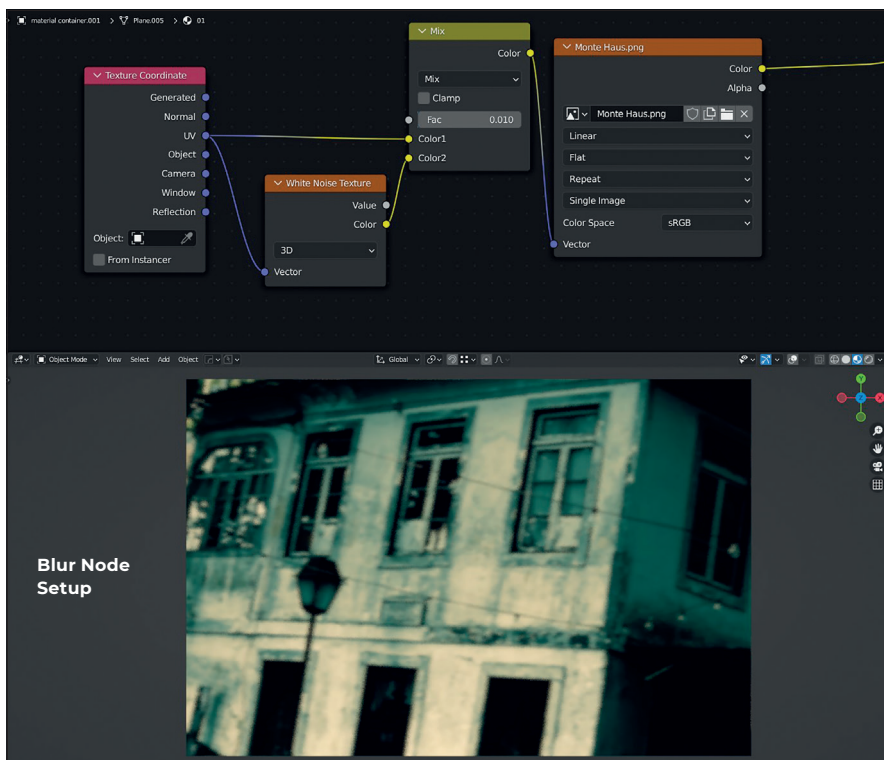 material container.001 > Plane.005 > 01
Mix
Color
Mix
Clamp
Fac 0.010
Color1
Color2
Monte Haus.png
Color
Alpha
Monte Haus.png
Linear
Flat
Repeat
Single Image
Color Space sRGB
Vector
Texture Coordinate
Generated
Normal
UV
Object
Camera
Window
Reflection
Object:
From Instancer
White Noise Texture
Value
Color
3D
Vector
Object Mode View Select Add Object Global
Y
Z X
Blur Node
Setup